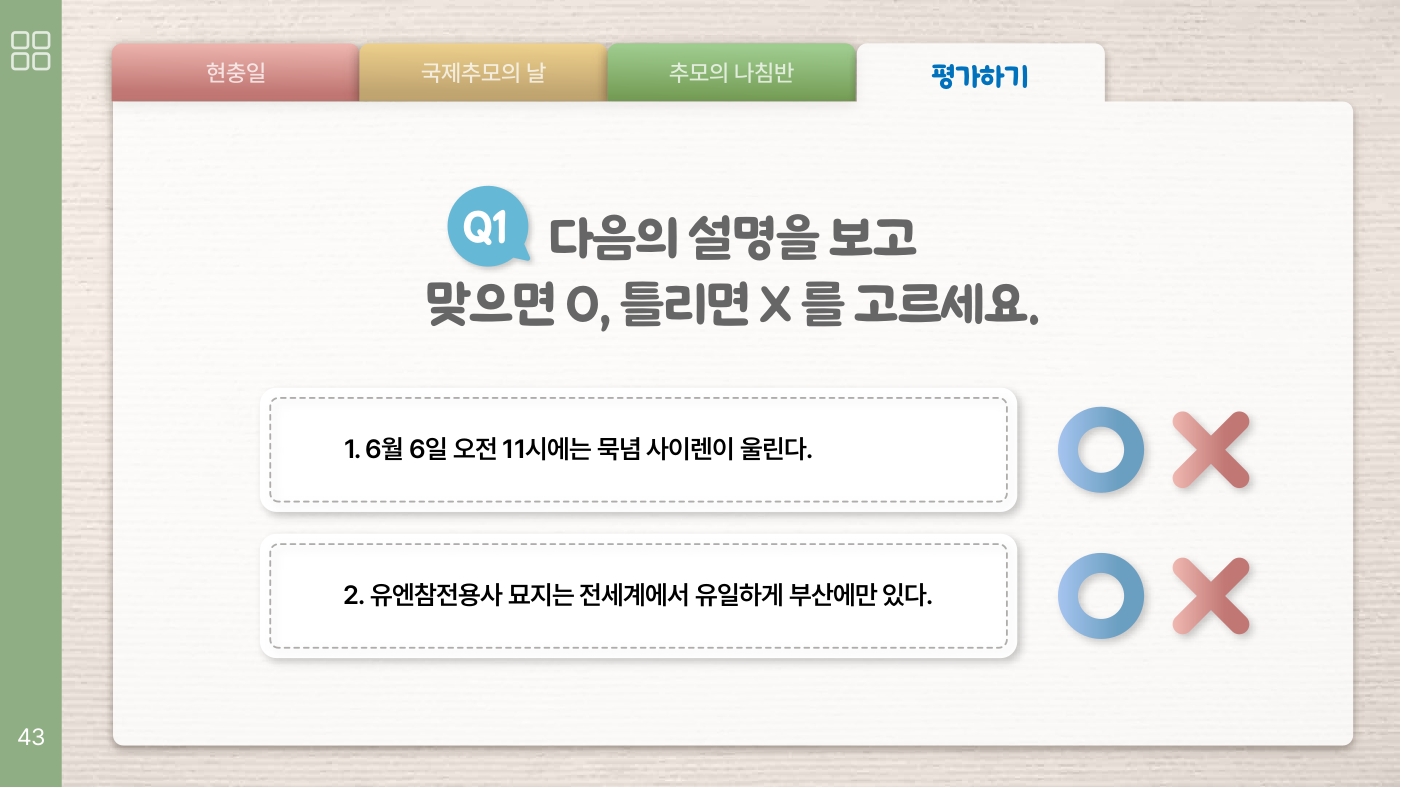 현충일
국제추모의 날
추모의 나침반
평가하기
Q1 다음의 설명을 보고
맞으면 O, 틀리면 X 를 고르세요.
1. 6월 6일 오전 11시에는 묵념 사이렌이 울린다.
2. 유엔참전용사 묘지는 전세계에서 유일하게 부산에만 있다.
43